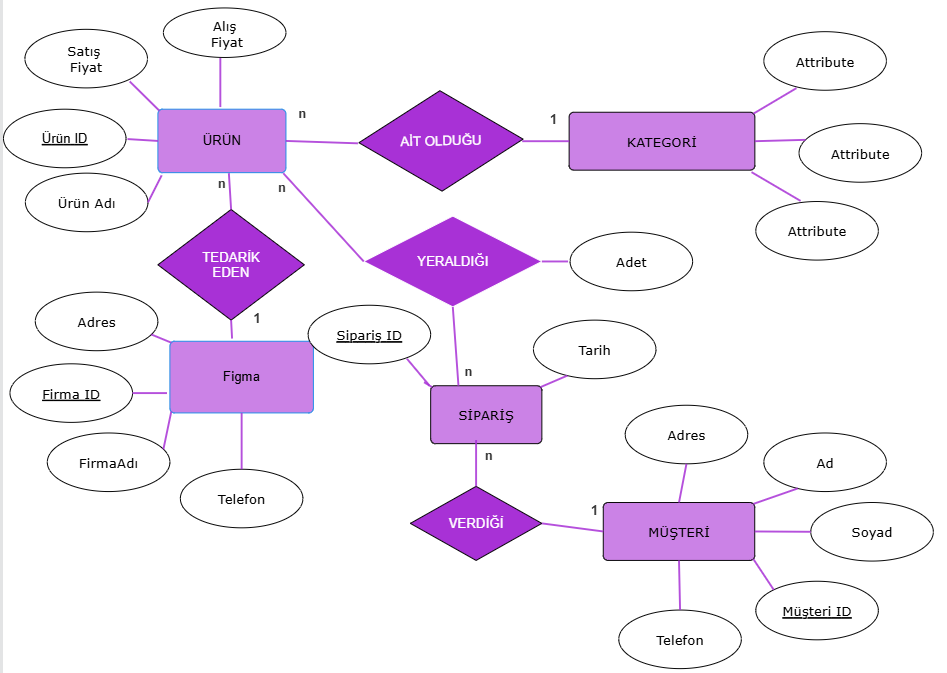 Alış
Fiyat
Satış
Fiyat
Attribute
n
1
Ürün ID
ÜRÜN
AİT OLDUĞU
KATEGORİ
Attribute
n
n
Ürün Adı
Attribute
TEDARİK
EDEN
YERALDIĞI
Adet
Adres
1
Sipariş ID
Tarih
Figma
n
Firma ID
SİPARİŞ
FirmaAdı
n
Adres
Ad
Telefon
1
VERDİĞİ
MÜŞTERİ
Soyad
Müşteri ID
Telefon